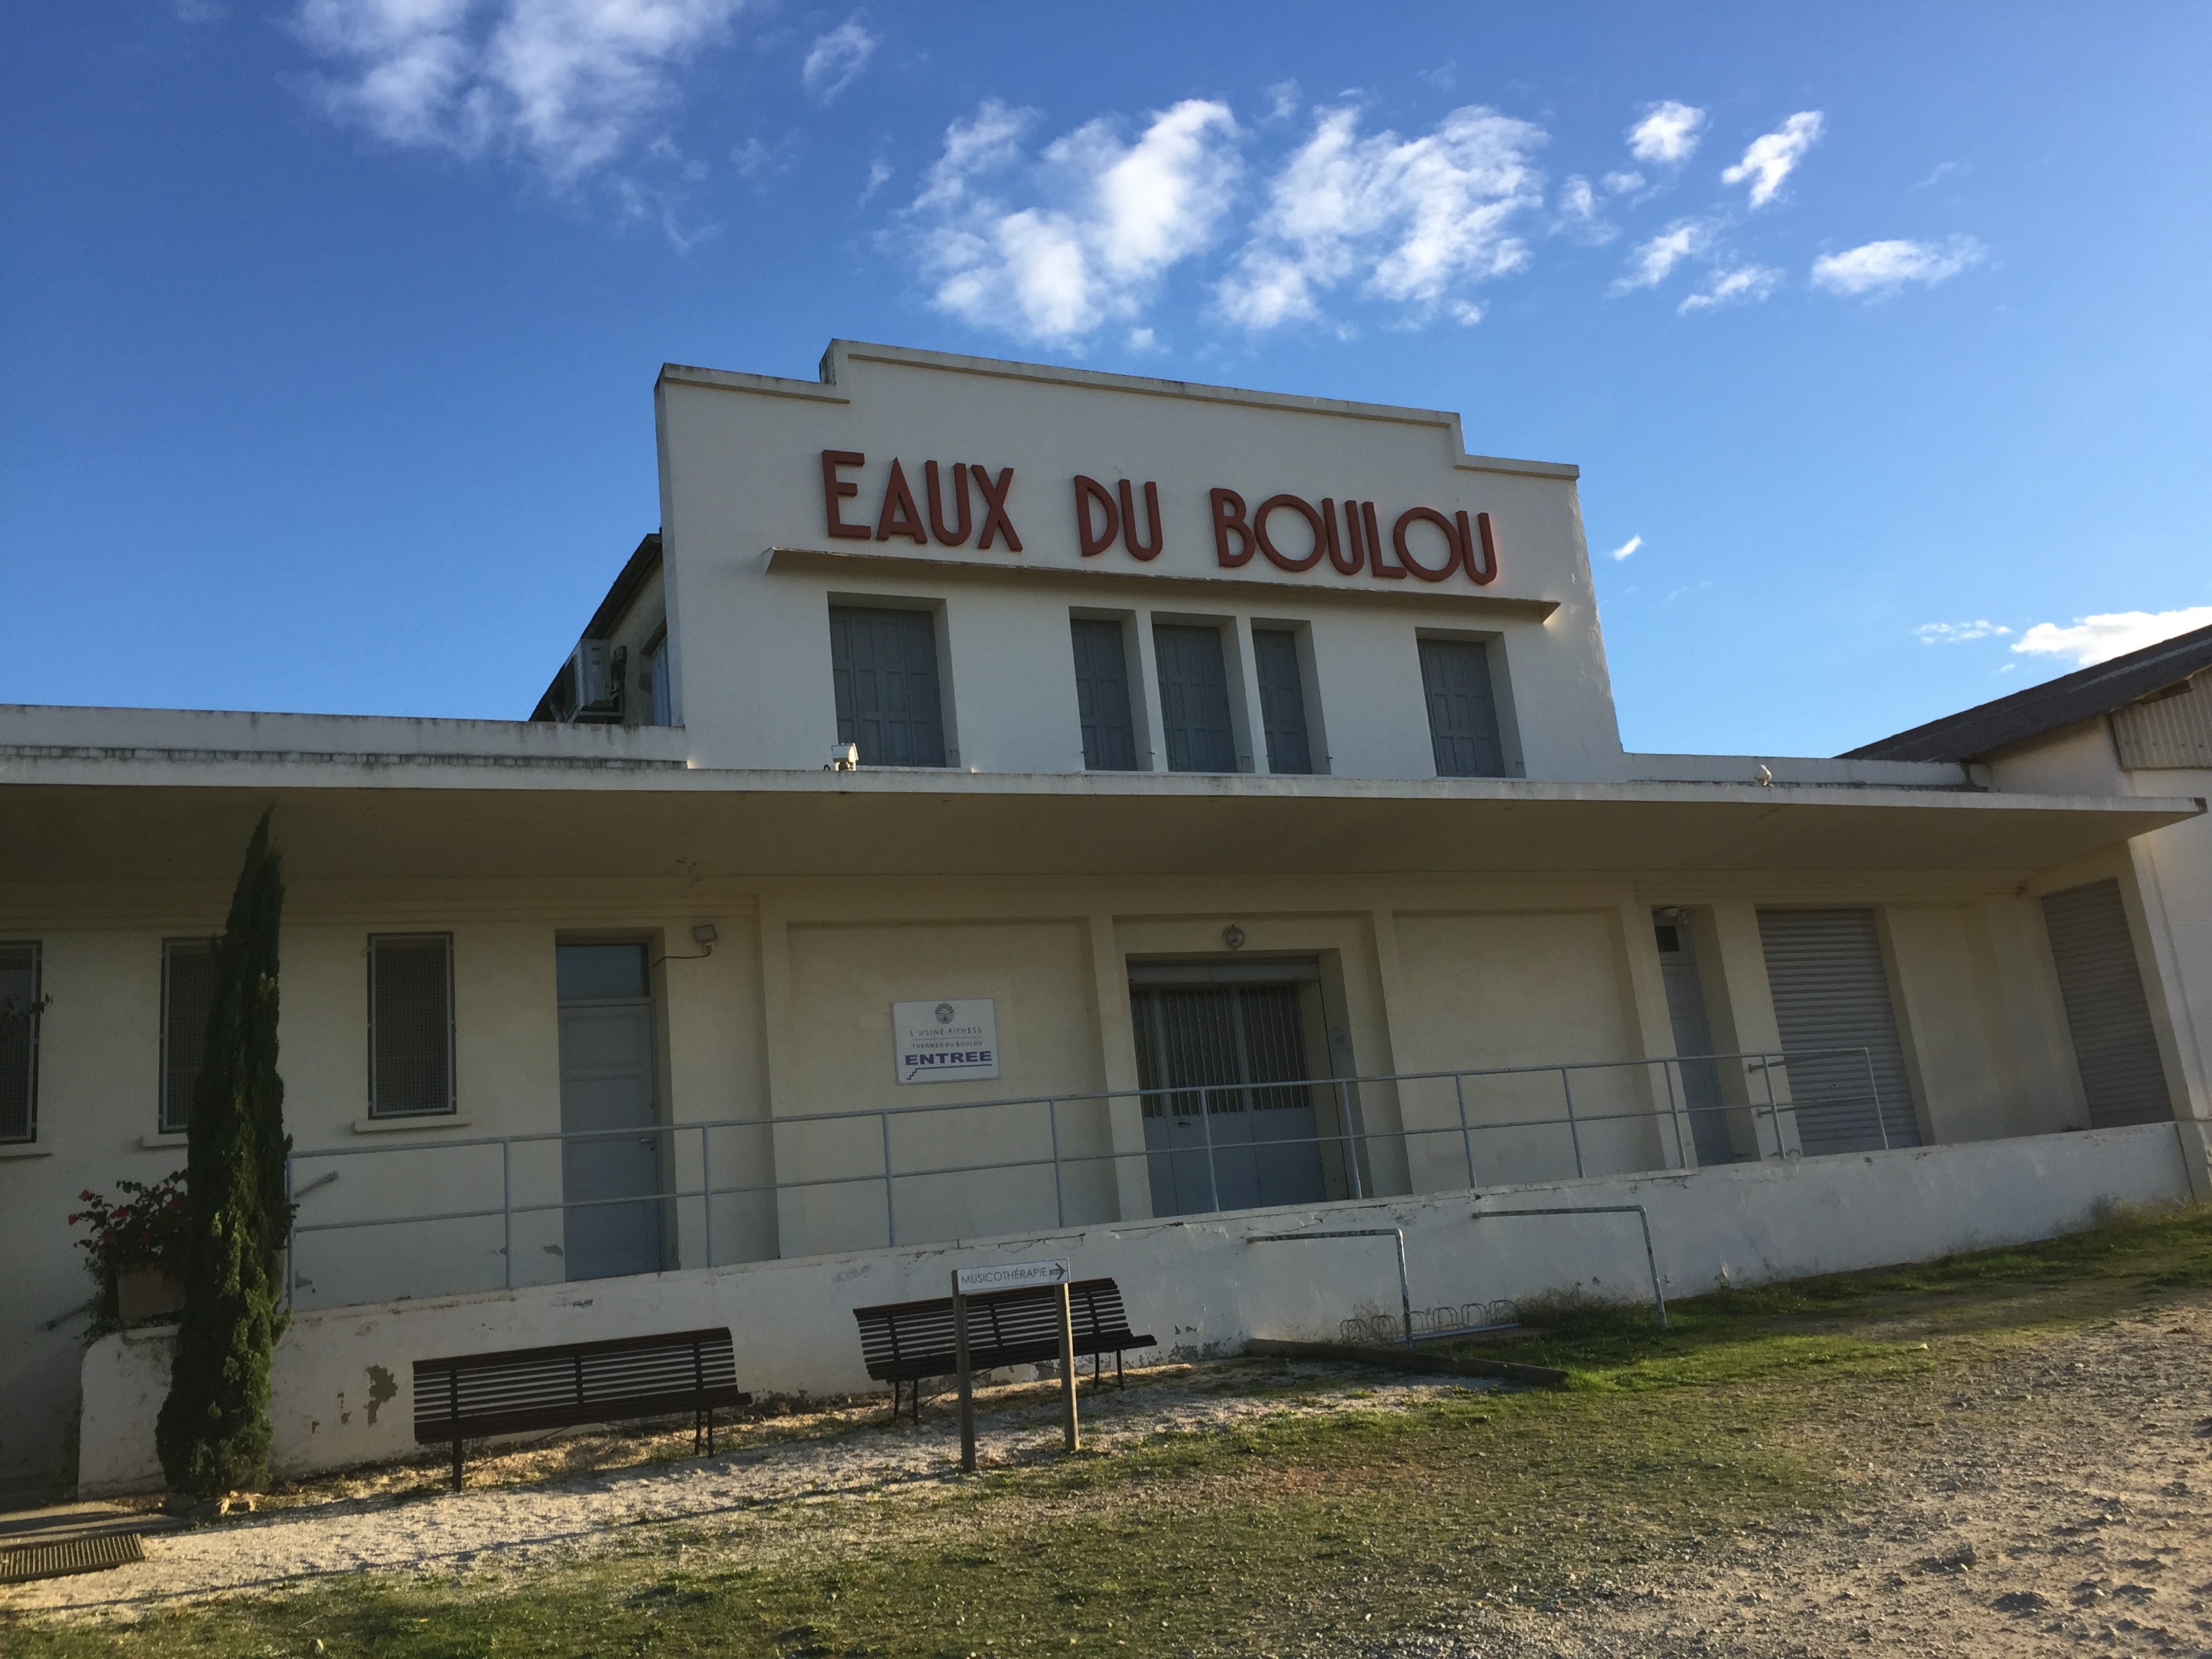 EAUX DU BOULOU
L'USINE-FITNESS
THERMES DU BOULOU
ENTREE
MUSICOTHÉRAPIE